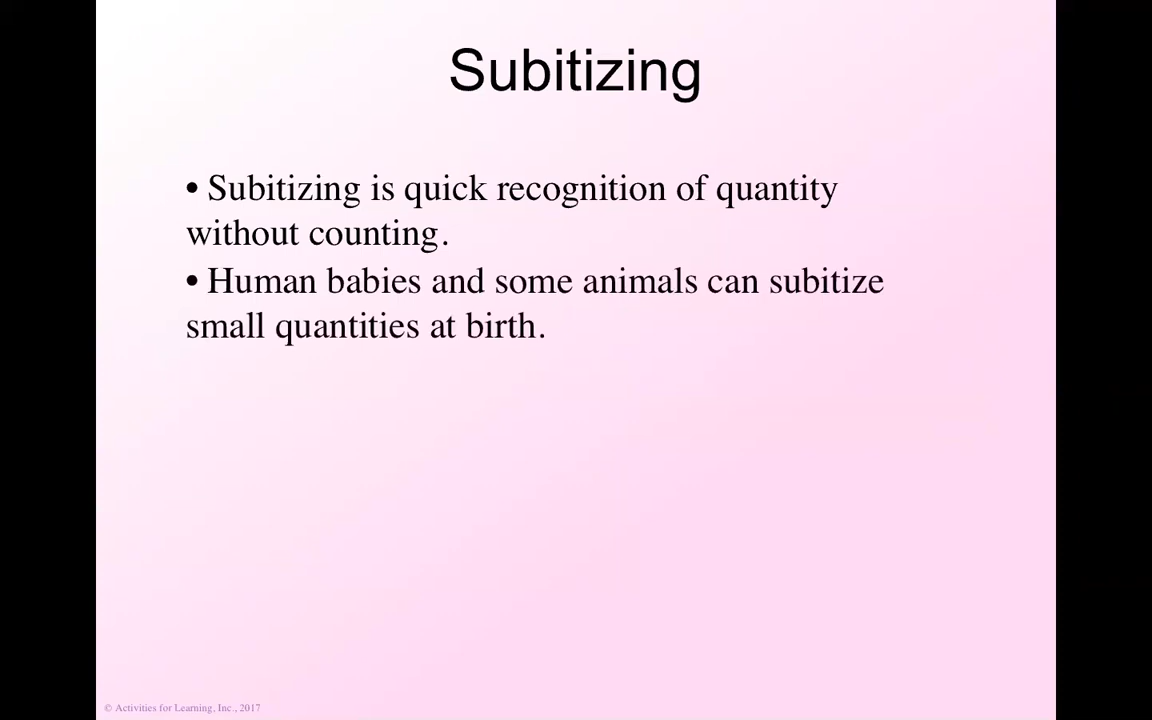 Subitizing
• Subitizing is quick recognition of quantity
without counting.
• Human babies and some animals can subitize
small quantities at birth.
© Activities for Learning, Inc., 2017